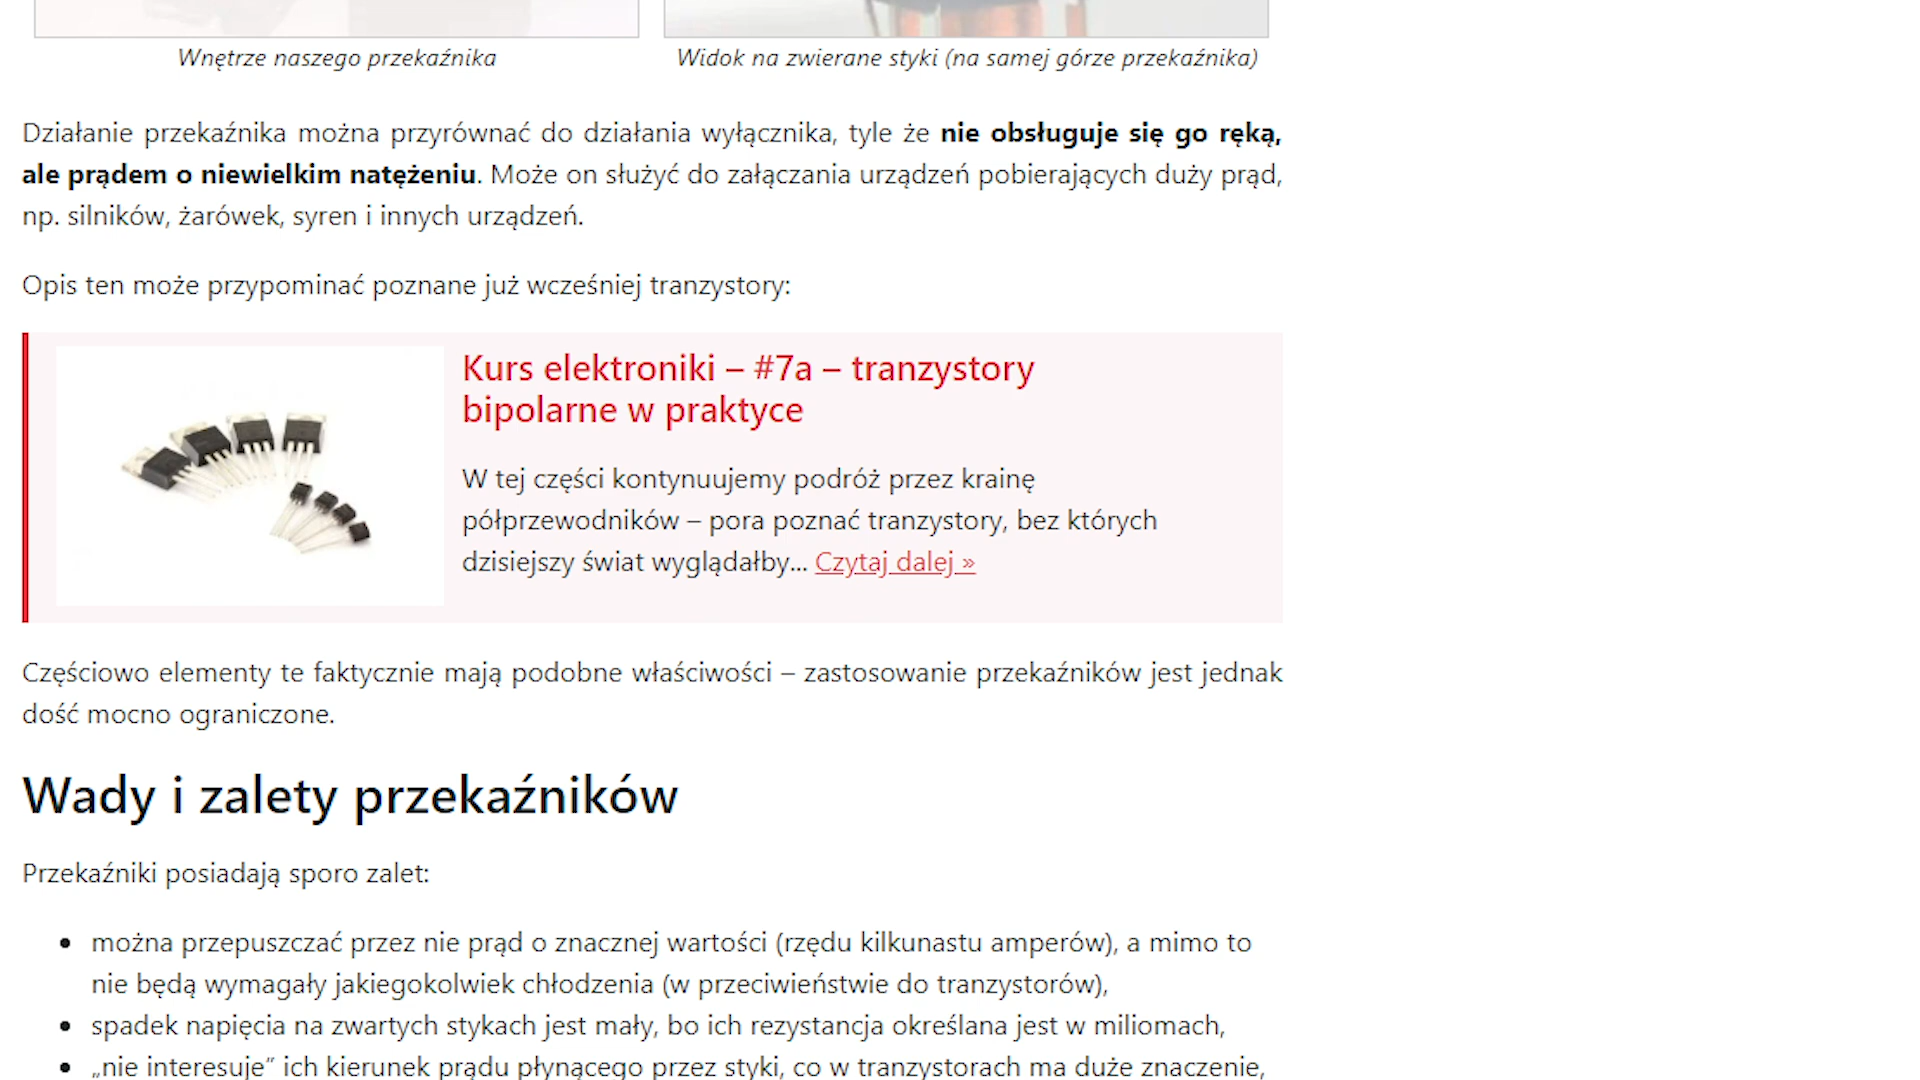 Wnętrze naszego przekaźnika
Widok na zwierane styki (na samej górze przekaźnika)
Działanie przekaźnika można przyrównać do działania wyłącznika, tyle że nie obsługuje się go ręką,
ale prądem o niewielkim natężeniu. Może on służyć do załączania urządzeń pobierających duży prąd,
np. silników, żarówek, syren i innych urządzeń.
Opis ten może przypominać poznane już wcześniej tranzystory:
Kurs elektroniki – #7a – tranzystory
bipolarne w praktyce
W tej części kontynuujemy podróż przez krainę
półprzewodników – pora poznać tranzystory, bez których
dzisiejszy świat wyglądałby... Czytaj dalej »
Częściowo elementy te faktycznie mają podobne właściwości – zastosowanie przekaźników jest jednak
dość mocno ograniczone.
Wady i zalety przekaźników
Przekaźniki posiadają sporo zalet:
• można przepuszczać przez nie prąd o znacznej wartości (rzędu kilkunastu amperów), a mimo to
nie będą wymagały jakiegokolwiek chłodzenia (w przeciwieństwie do tranzystorów),
• spadek napięcia na zwartych stykach jest mały, bo ich rezystancja określana jest w miliomach,
• „nie interesuje” ich kierunek prądu płynącego przez styki, co w tranzystorach ma duże znaczenie,